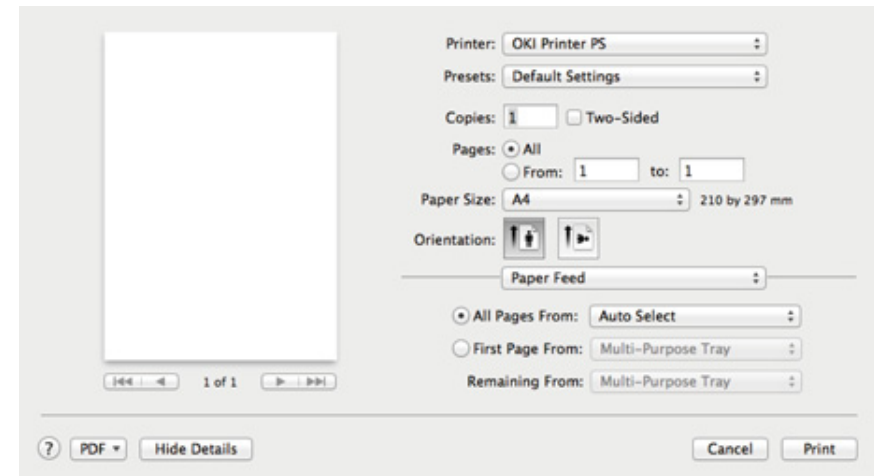 Printer: OKI Printer PS
Presets: Default Settings
Copies: 1 Two-Sided
Pages: All
From: 1 to: 1
Paper Size: A4 210 by 297 mm
Orientation:
Paper Feed
All Pages From: Auto Select
First Page From: Multi-Purpose Tray
Remaining From: Multi-Purpose Tray
1 of 1
? PDF Hide Details Cancel Print